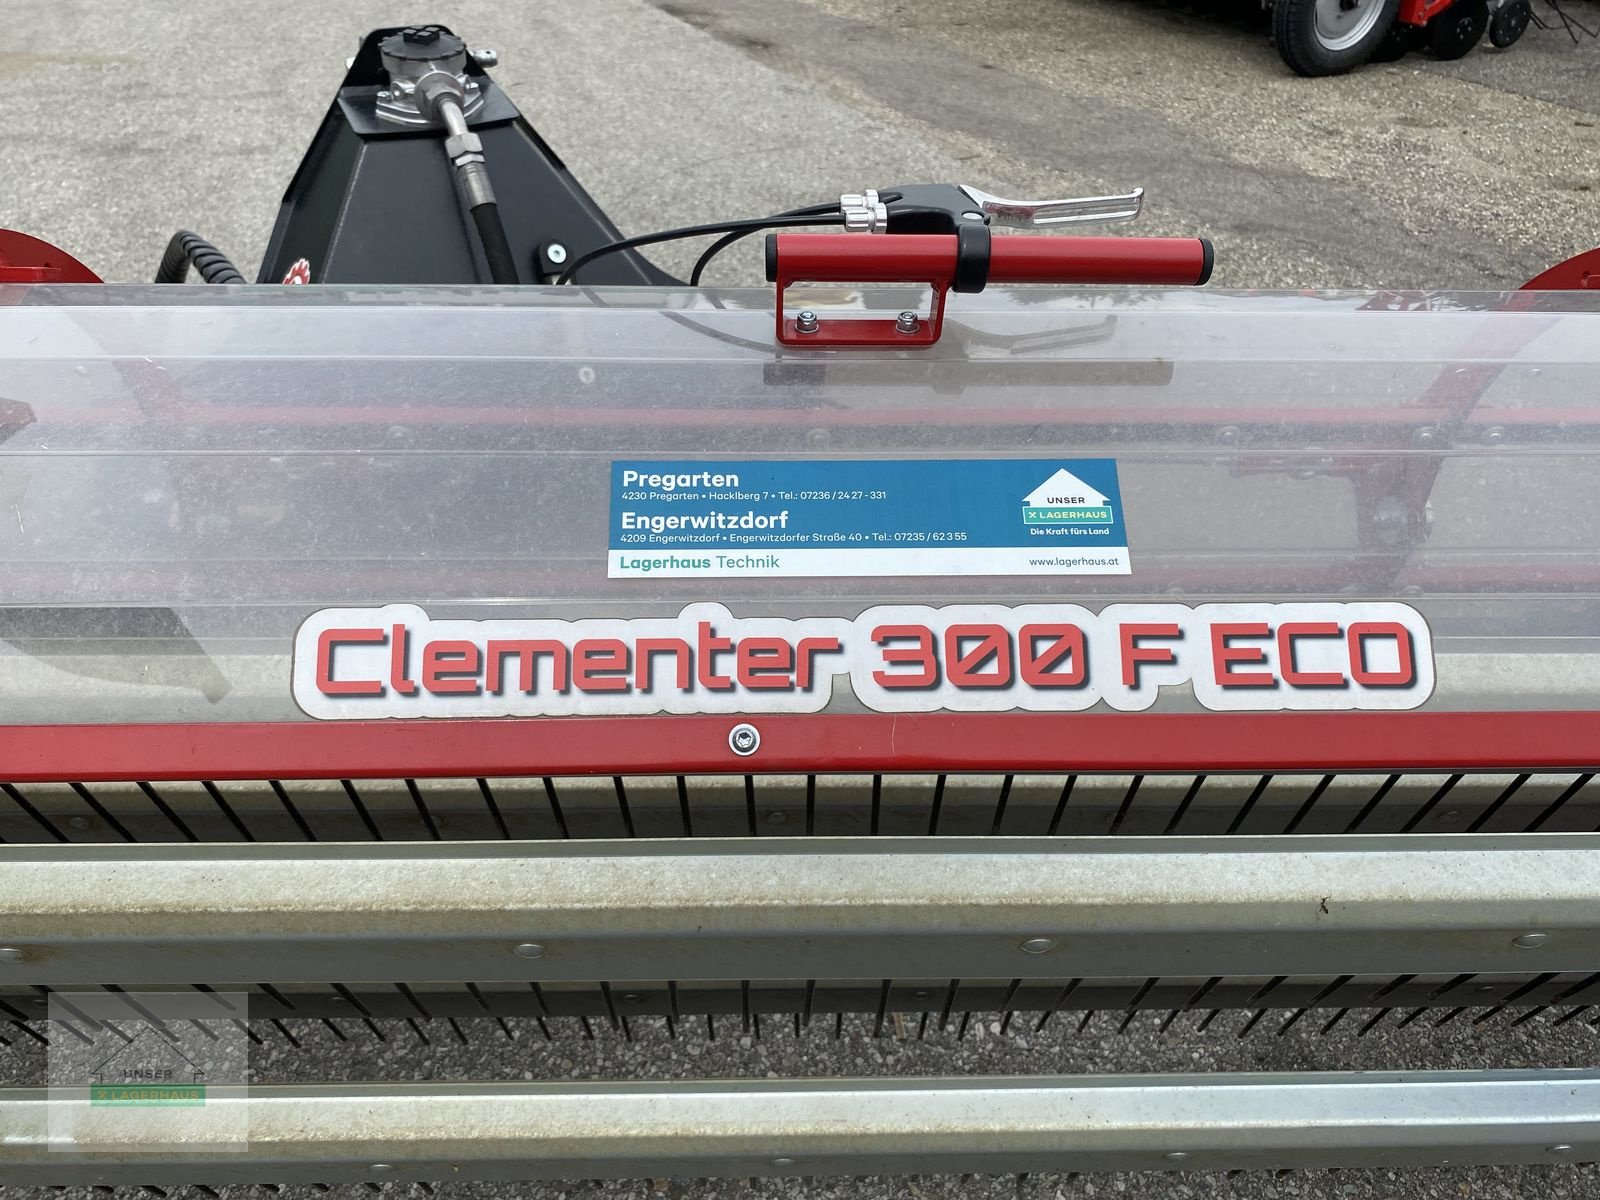 Pregarten
4230 Pregarten • Hacklberg 7 • Tel.: 07236 / 24 27 - 331
Engerwitzdorf
4209 Engerwitzdorf • Engerwitzdorfer Straße 40 • Tel.: 07235 / 62 3 55
Lagerhaus Technik
UNSER
X LAGERHAUS
Die Kraft fürs Land
www.lagerhaus.at
Clementer 300 F ECO
UNSER
X LAGERHAUS